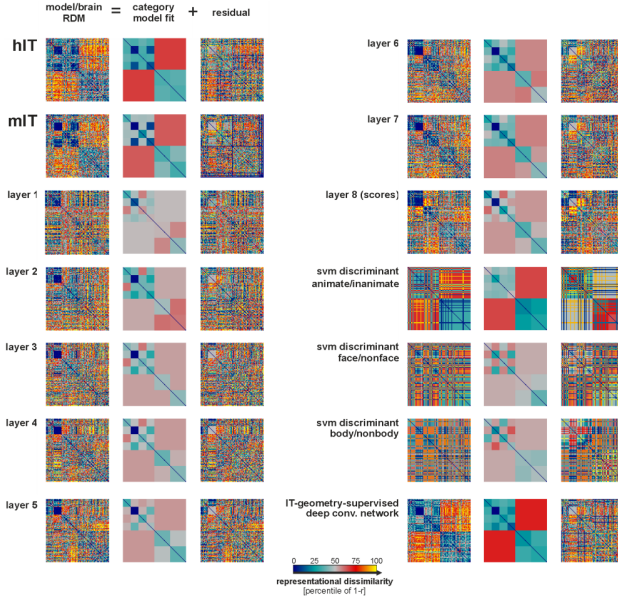 model/brain = category + residual
RDM model fit
hIT
mIT
layer 1
layer 2
layer 3
layer 4
layer 5
layer 6
layer 7
layer 8 (scores)
svm discriminant
animate/inanimate
svm discriminant
face/nonface
svm discriminant
body/nonbody
IT-geometry-supervised
deep conv. network
0 25 50 75 100
representational dissimilarity
[percentile of 1-r]